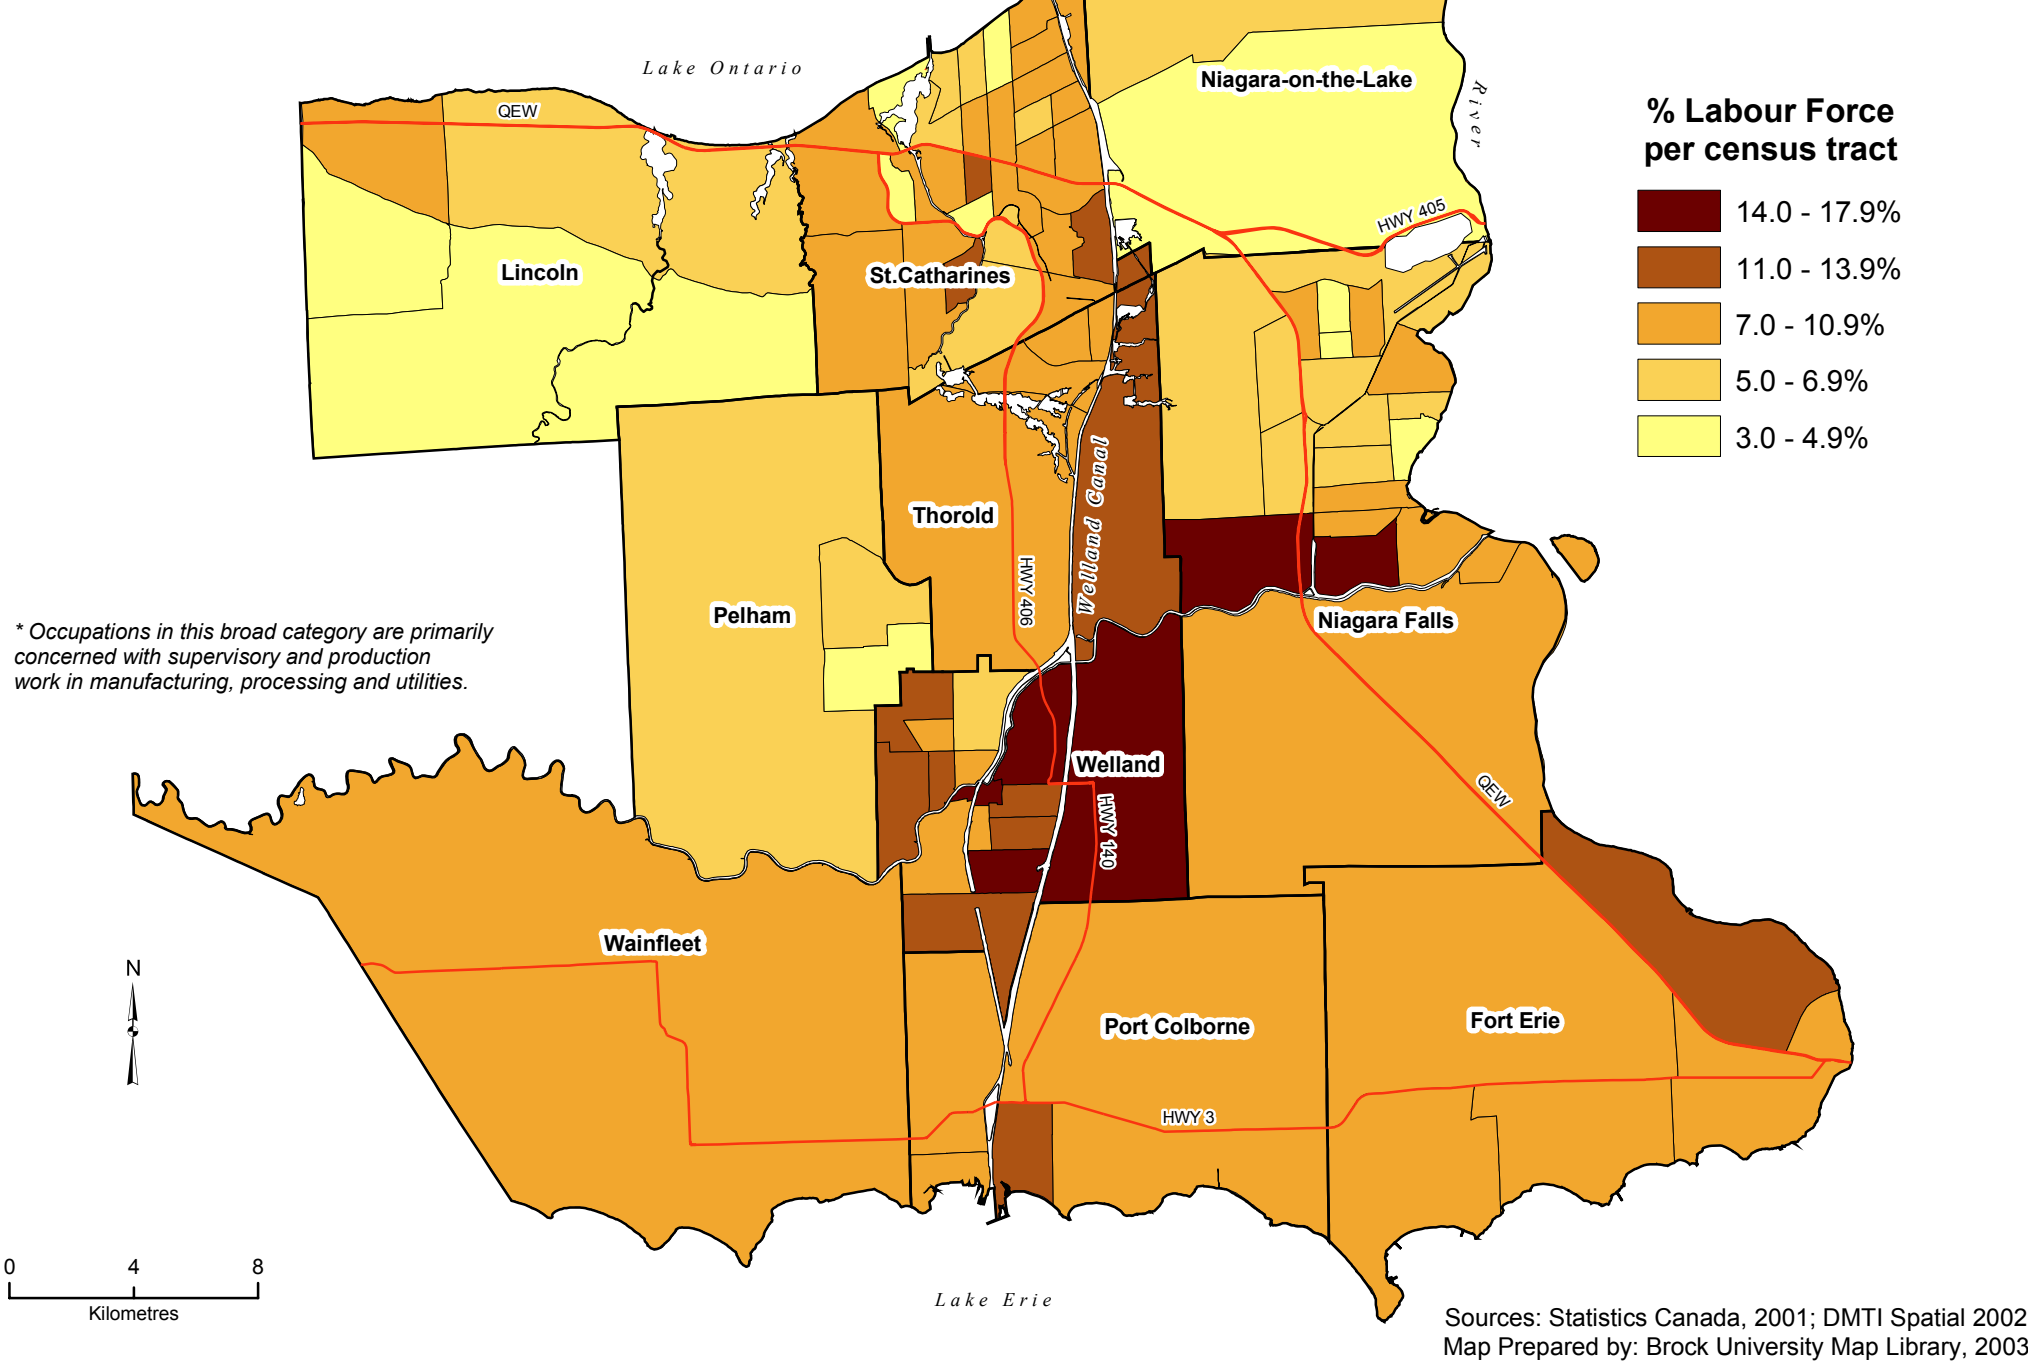 Lake Ontario
Niagara-on-the-Lake
River
QEW
% Labour Force
per census tract
14.0 - 17.9%
11.0 - 13.9%
7.0 - 10.9%
5.0 - 6.9%
3.0 - 4.9%
HWY 405
Lincoln
St.Catharines
Thorold
Welland Canal
HWY 406
Pelham
Niagara Falls
* Occupations in this broad category are primarily
concerned with supervisory and production
work in manufacturing, processing and utilities.
Welland
HWY 140
QEW
Wainfleet
N
Port Colborne
Fort Erie
HWY 3
0 4 8
Kilometres
Lake Erie
Sources: Statistics Canada, 2001; DMTI Spatial 2002
Map Prepared by: Brock University Map Library, 2003